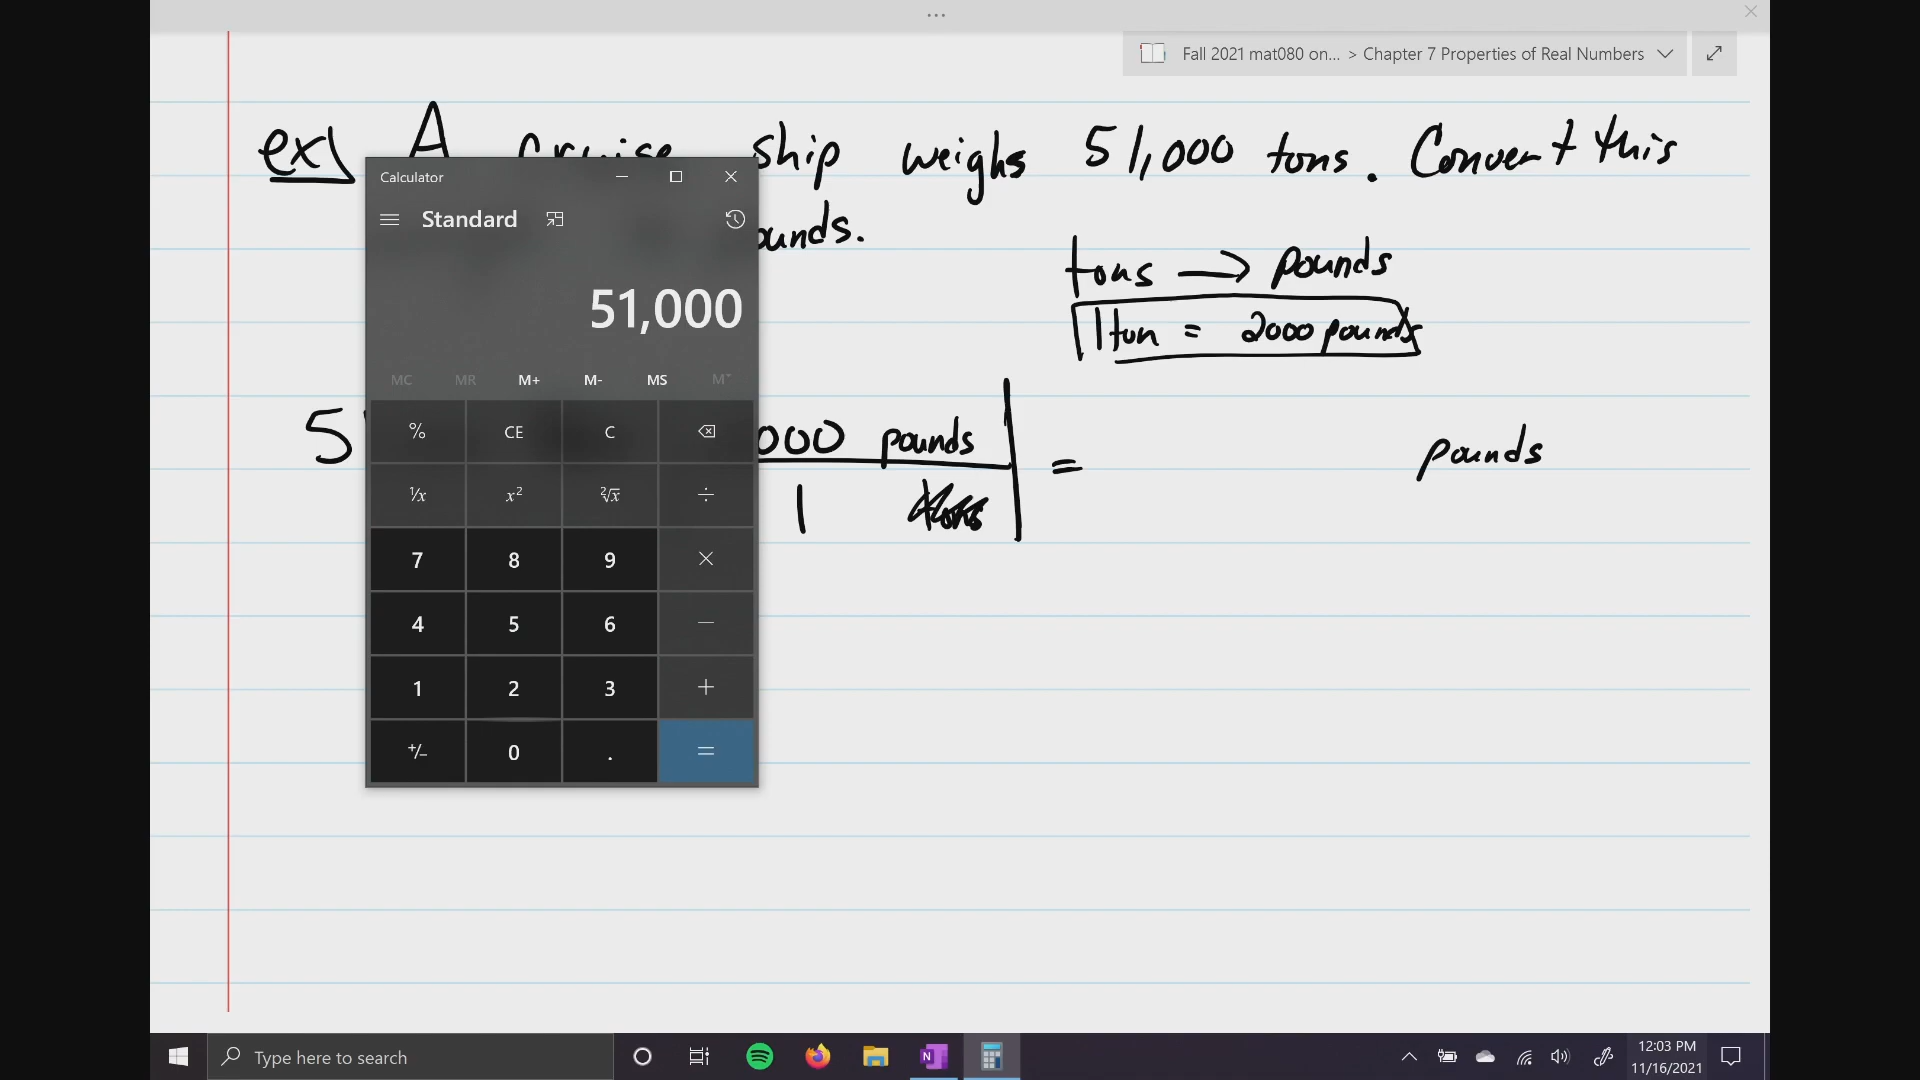 ...
Fall 2021 mat080 on... > Chapter 7 Properties of Real Numbers
ex) A cruise ship weighs 51,000 tons. Convert this
ounds.
tons → pounds
1 ton = 2000 pounds
5 000 pounds = pounds
1 tons
Calculator
Standard
51,000
MC MR M+ M- MS M˅
% CE C
⅟x x² ²√x ÷
7 8 9 ×
4 5 6 −
1 2 3 +
+/− 0 . =
Type here to search
12:03 PM
11/16/2021